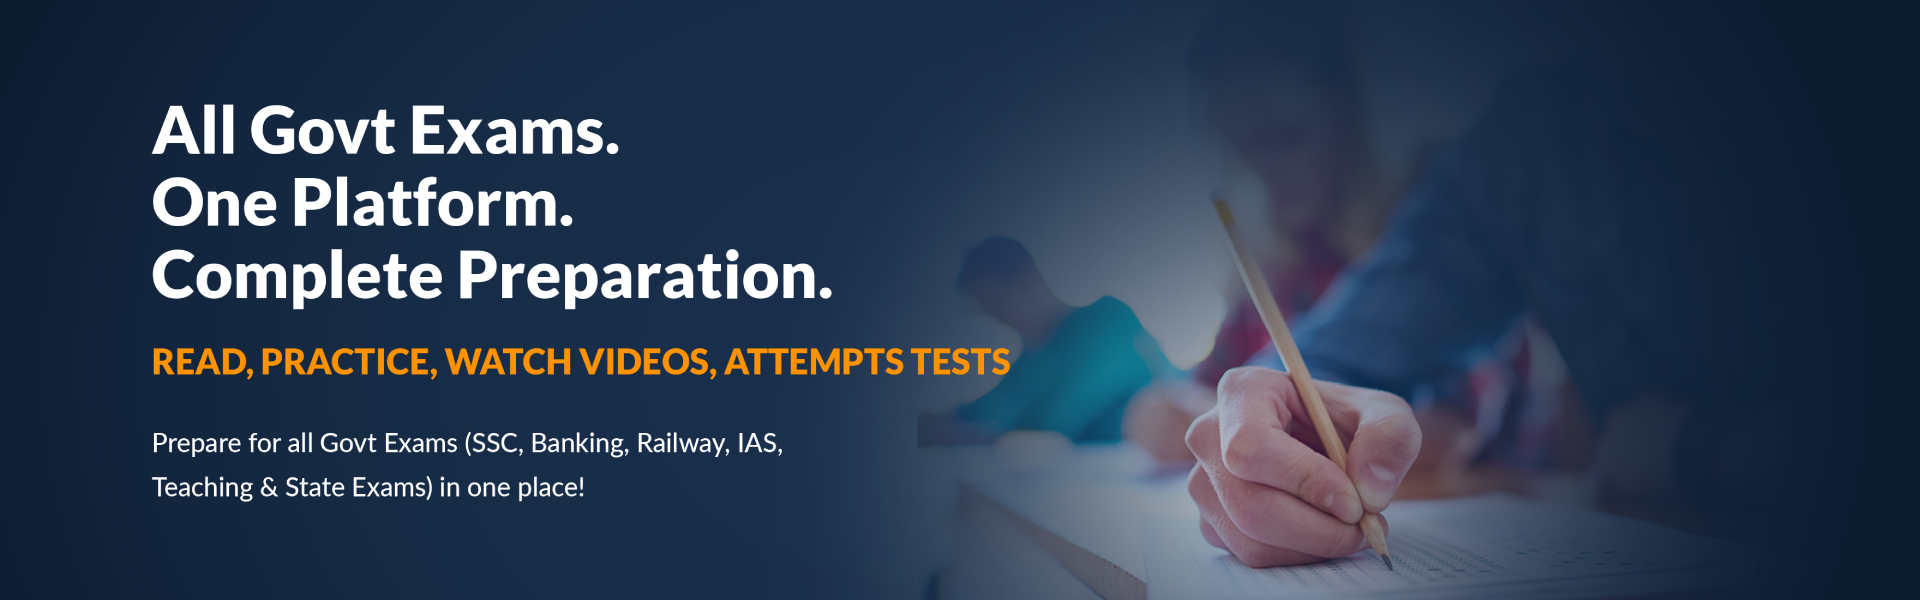 All Govt Exams.
One Platform.
Complete Preparation.
READ, PRACTICE, WATCH VIDEOS, ATTEMPTS TESTS
Prepare for all Govt Exams (SSC, Banking, Railway, IAS,
Teaching & State Exams) in one place!